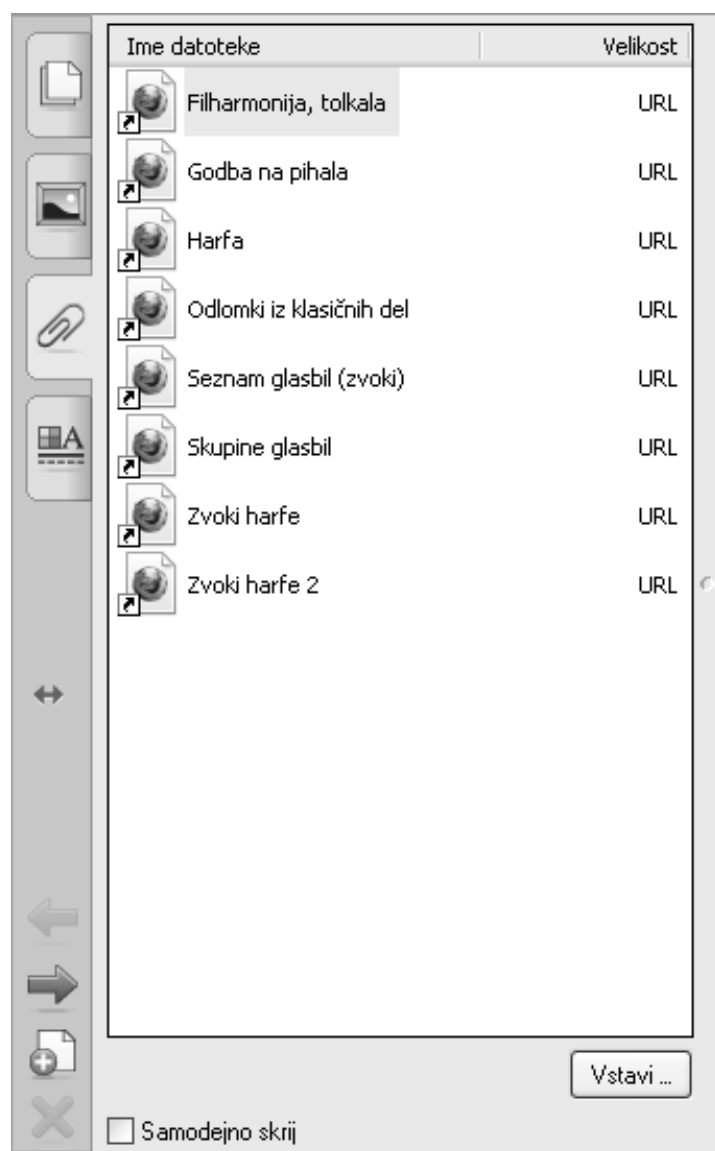 Ime datoteke Velikost
Filharmonija, tolkala URL
Godba na pihala URL
Harfa URL
Odlomki iz klasičnih del URL
Seznam glasbil (zvoki) URL
Skupine glasbil URL
Zvoki harfe URL
Zvoki harfe 2 URL
A
Vstavi ...
Samodejno skrij